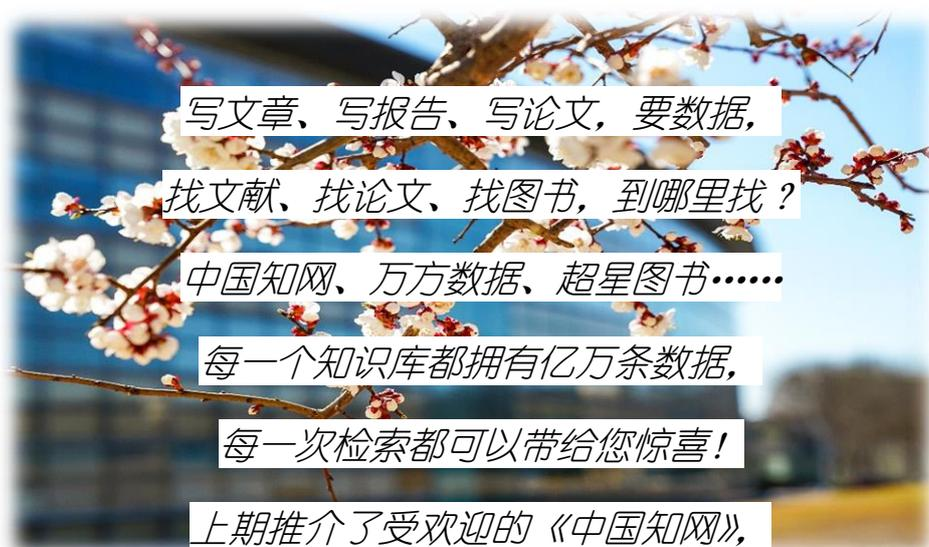 写文章、写报告、写论文，要数据，
找文献、找论文、找图书，到哪里找？
中国知网、万方数据、超星图书……
每一个知识库都拥有亿万条数据，
每一次检索都可以带给您惊喜！
上期推介了受欢迎的《中国知网》，